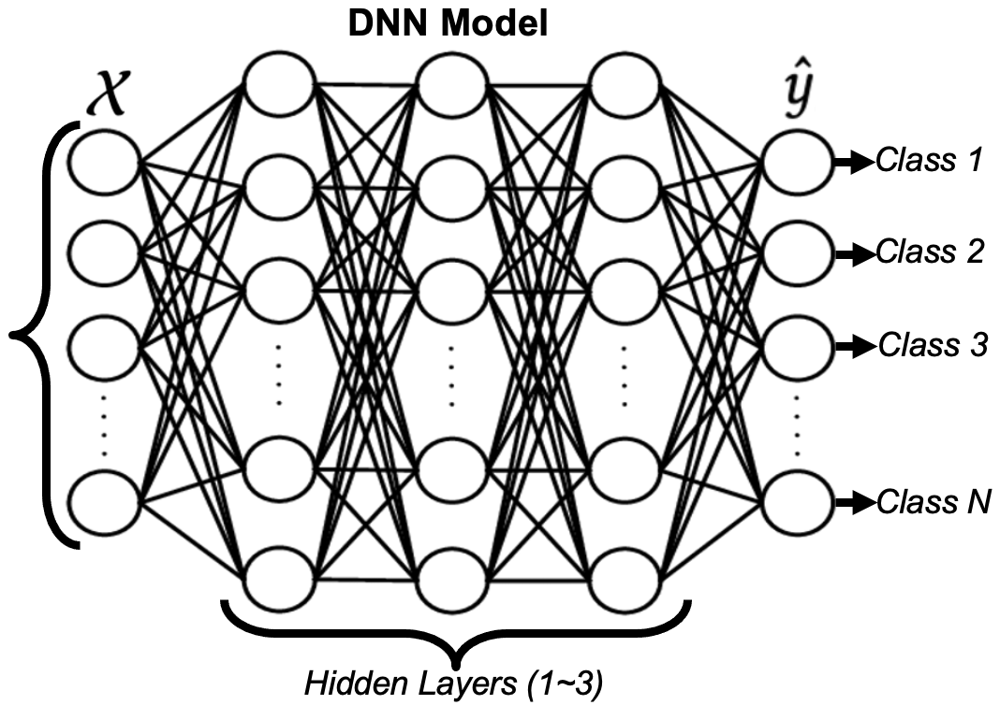 DNN Model
x
ŷ
Class 1
Class 2
Class 3
Class N
Hidden Layers (1~3)